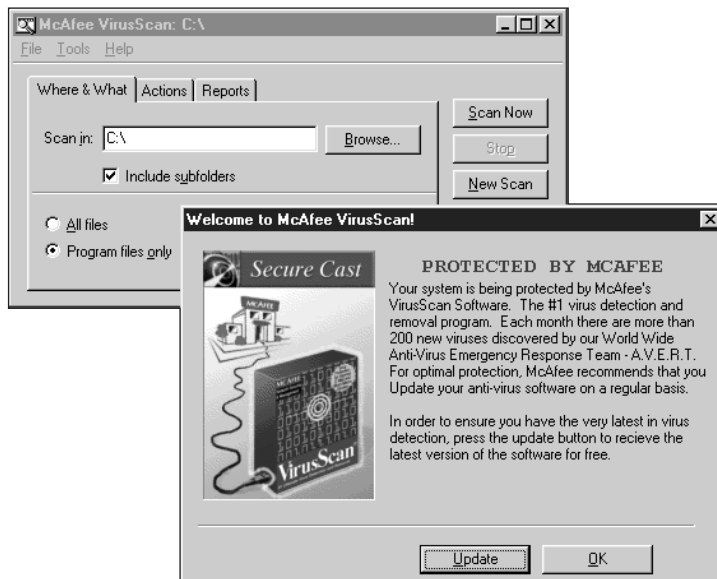 McAfee VirusScan: C:\
File Tools Help
Where & What Actions Reports
Scan in: C:\ Browse...
Include subfolders
All files
Program files only
Scan Now
Stop
New Scan
Welcome to McAfee VirusScan!
Secure Cast
MCAFEE
MCAFEE
VirusScan
PROTECTED BY MCAFEE
Your system is being protected by McAfee's
VirusScan Software. The #1 virus detection and
removal program. Each month there are more than
200 new viruses discovered by our World Wide
Anti-Virus Emergency Response Team - A.V.E.R.T.
For optimal protection, McAfee recommends that you
Update your anti-virus software on a regular basis.
In order to ensure you have the very latest in virus
detection, press the update button to recieve the
latest version of the software for free.
Update OK